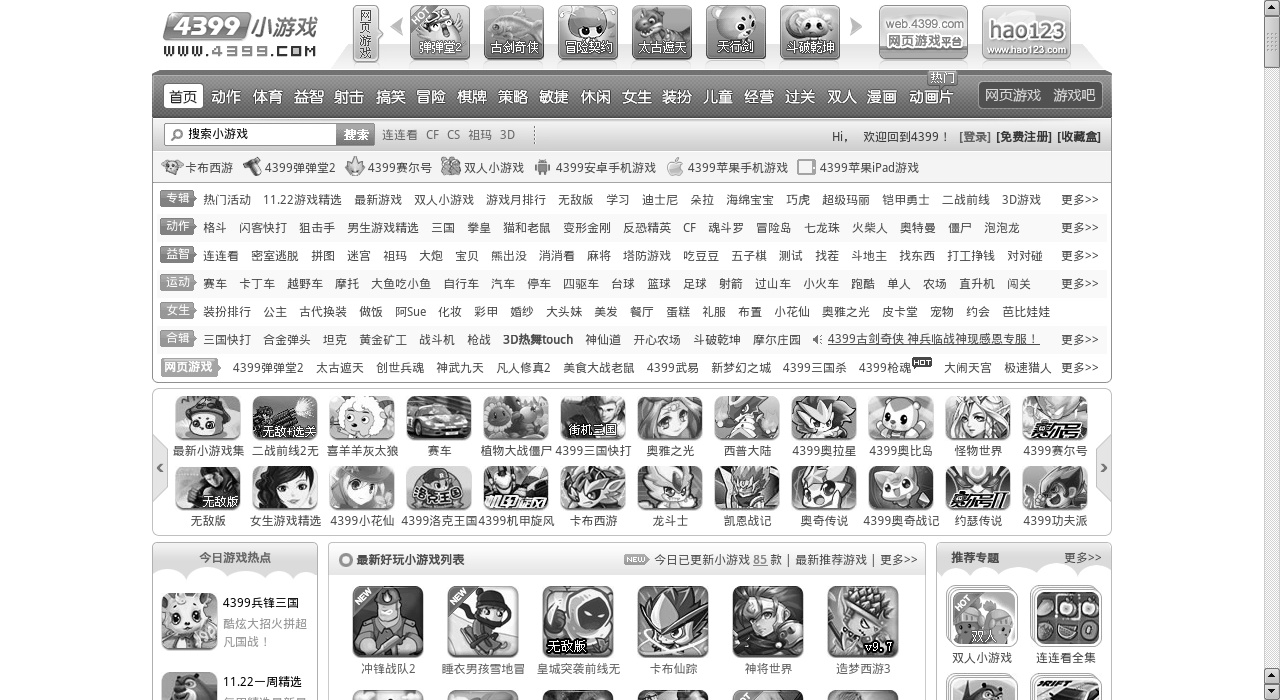 4399小游戏
www.4399.com
网页游戏
弹弹堂2 古剑奇侠 冒险契约 太古遮天 天行剑 斗破乾坤
web.4399.com
网页游戏平台
hao123
www.hao123.com
热门
首页 动作 体育 益智 射击 搞笑 冒险 棋牌 策略 敏捷 休闲 女生 装扮 儿童 经营 过关 双人 漫画 动画片 网页游戏 游戏吧
搜索小游戏 搜索 连连看 CF CS 祖玛 3D Hi, 欢迎回到4399！ [登录] [免费注册] [收藏盒]
卡布西游 4399弹弹堂2 4399赛尔号 双人小游戏 4399安卓手机游戏 4399苹果手机游戏 4399苹果iPad游戏
专辑 热门活动 11.22游戏精选 最新游戏 双人小游戏 游戏月排行 无敌版 学习 迪士尼 朵拉 海绵宝宝 巧虎 超级玛丽 铠甲勇士 二战前线 3D游戏 更多>>
动作 格斗 闪客快打 狙击手 男生游戏精选 三国 拳皇 猫和老鼠 变形金刚 反恐精英 CF 魂斗罗 冒险岛 七龙珠 火柴人 奥特曼 僵尸 泡泡龙 更多>>
益智 连连看 密室逃脱 拼图 迷宫 祖玛 大炮 宝贝 熊出没 消消看 麻将 塔防游戏 吃豆豆 五子棋 测试 找茬 斗地主 找东西 打工挣钱 对对碰 更多>>
运动 赛车 卡丁车 越野车 摩托 大鱼吃小鱼 自行车 汽车 停车 四驱车 台球 篮球 足球 射箭 过山车 小火车 跑酷 单人 农场 直升机 闯关 更多>>
女生 装扮排行 公主 古代换装 做饭 阿Sue 化妆 彩甲 婚纱 大头妹 美发 餐厅 蛋糕 礼服 布置 小花仙 奥雅之光 皮卡堂 宠物 约会 芭比娃娃
合辑 三国快打 合金弹头 坦克 黄金矿工 战斗机 枪战 3D热舞touch 神仙道 开心农场 斗破乾坤 摩尔庄园 4399古剑奇侠 神兵临战神现感恩专服！ 更多>>
网页游戏 4399弹弹堂2 太古遮天 创世兵魂 神武九天 凡人修真2 美食大战老鼠 4399武易 新梦幻之城 4399三国杀 4399枪魂 HOT 大闹天宫 极速猎人 更多>>
无敌+选关 街机三国 奥尔号
最新小游戏集 二战前线2无 喜羊羊灰大狼 赛车 植物大战僵尸 4399三国快打 奥雅之光 西普大陆 4399奥拉星 4399奥比岛 怪物世界 4399赛尔号
无敌版 洛克王国 机甲旋风
无敌版 女生游戏精选 4399小花仙 4399洛克王国 4399机甲旋风 卡布西游 龙斗士 凯恩战记 奥奇传说 4399奥奇战记 约瑟传说 4399功夫派
今日游戏热点
4399兵锋三国
酷炫大招火拼超
凡国战！
11.22一周精选
最新好玩小游戏列表 NEW 今日已更新小游戏 85 款 | 最新推荐游戏 | 更多>>
NEW NEW 无敌版 v9.7
冲锋战队2 睡衣男孩雪地冒 皇城突袭前线无 卡布仙踪 神将世界 造梦西游3
推荐专题 更多>>
HOT 双人
双人小游戏 连连看全集